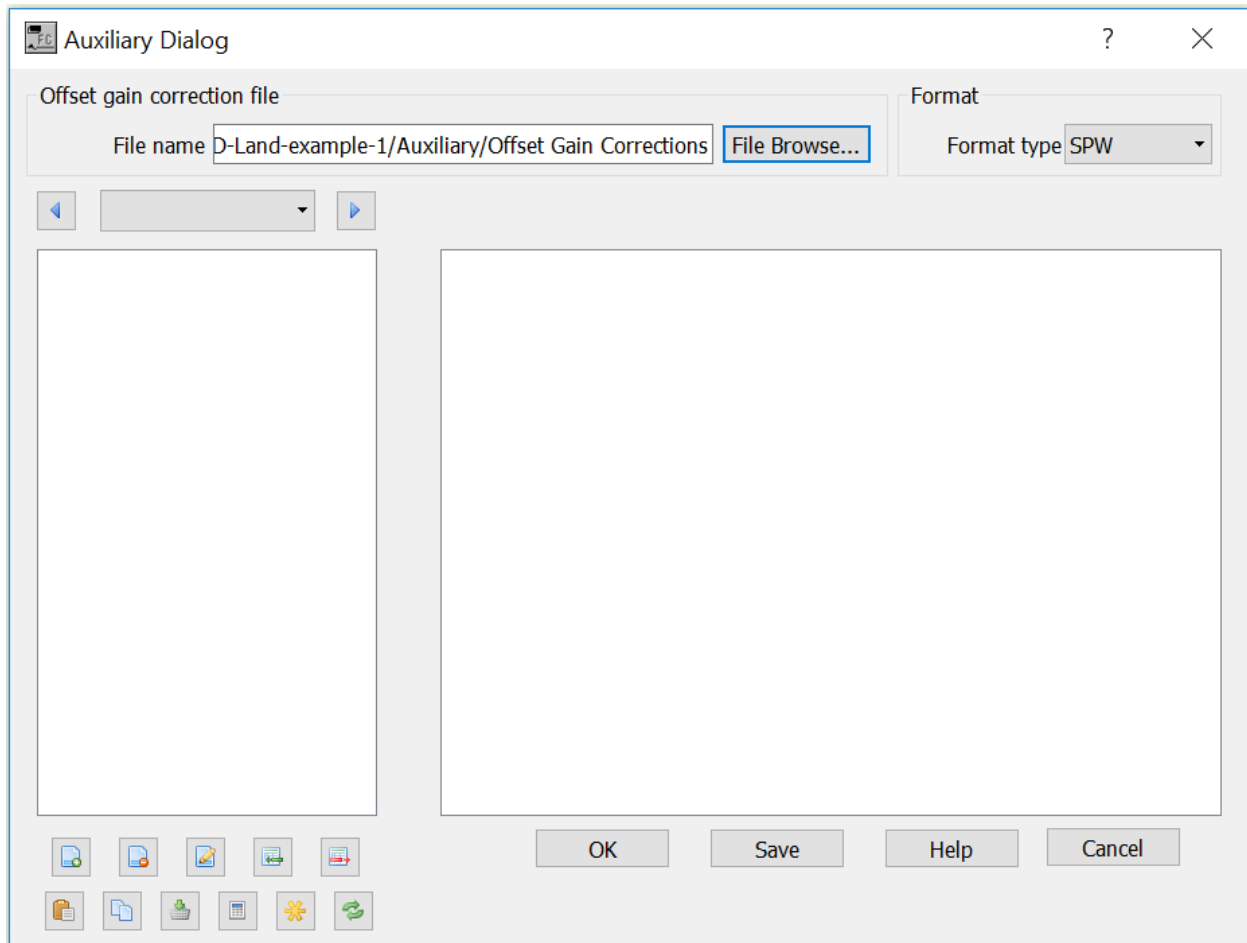 FC
Auxiliary Dialog ?
Offset gain correction file
Format
File name D-Land-example-1/Auxiliary/Offset Gain Corrections File Browse...
Format type SPW
OK Save Help Cancel